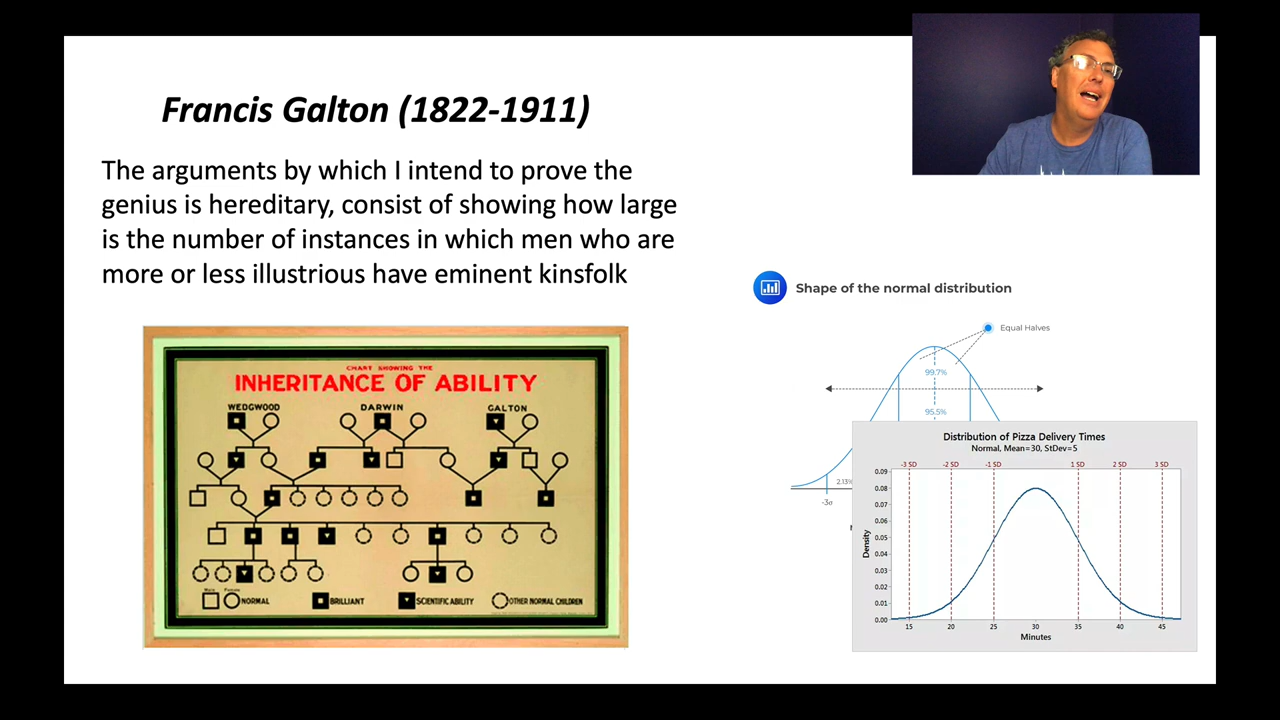 Francis Galton (1822-1911)
The arguments by which I intend to prove the
genius is hereditary, consist of showing how large
is the number of instances in which men who are
more or less illustrious have eminent kinsfolk
CHART SHOWING THE
INHERITANCE OF ABILITY
WEDGWOOD DARWIN GALTON
Male Female
NORMAL BRILLIANT SCIENTIFIC ABILITY OTHER NORMAL CHILDREN
Shape of the normal distribution
Equal Halves
99.7%
95.5%
2.13%
-3σ
Distribution of Pizza Delivery Times
Normal, Mean=30, StDev=5
-3 SD -2 SD -1 SD 1 SD 2 SD 3 SD
0.09
0.08
0.07
0.06
0.05
0.04
0.03
0.02
0.01
0.00
Density
15 20 25 30 35 40 45
Minutes